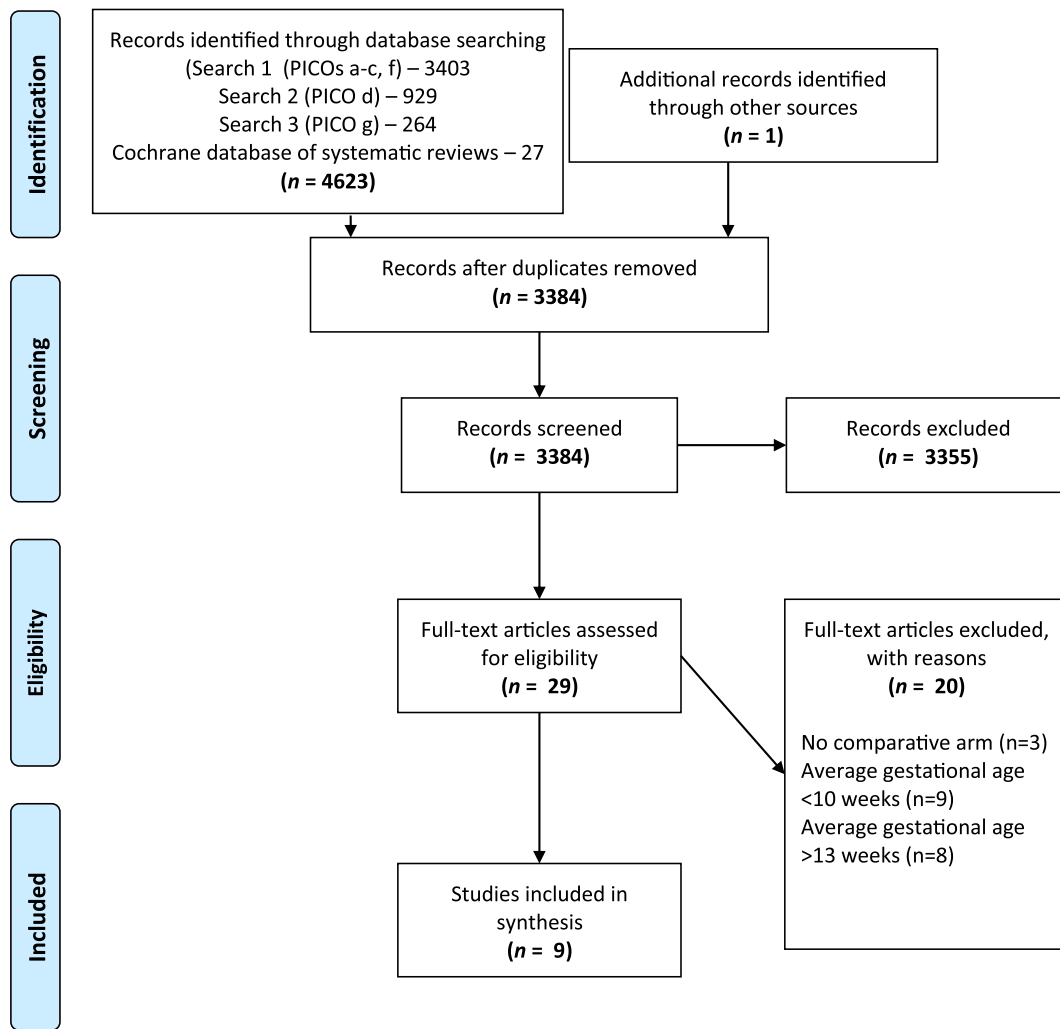 Identification
Records identified through database searching
(Search 1 (PICOs a-c, f) – 3403
Search 2 (PICO d) – 929
Search 3 (PICO g) – 264
Cochrane database of systematic reviews – 27
(n = 4623)
Additional records identified
through other sources
(n = 1)
Records after duplicates removed
(n = 3384)
Screening
Records screened
(n = 3384)
Records excluded
(n = 3355)
Eligibility
Full-text articles assessed
for eligibility
(n = 29)
Full-text articles excluded,
with reasons
(n = 20)
No comparative arm (n=3)
Average gestational age
<10 weeks (n=9)
Average gestational age
>13 weeks (n=8)
Included
Studies included in
synthesis
(n = 9)